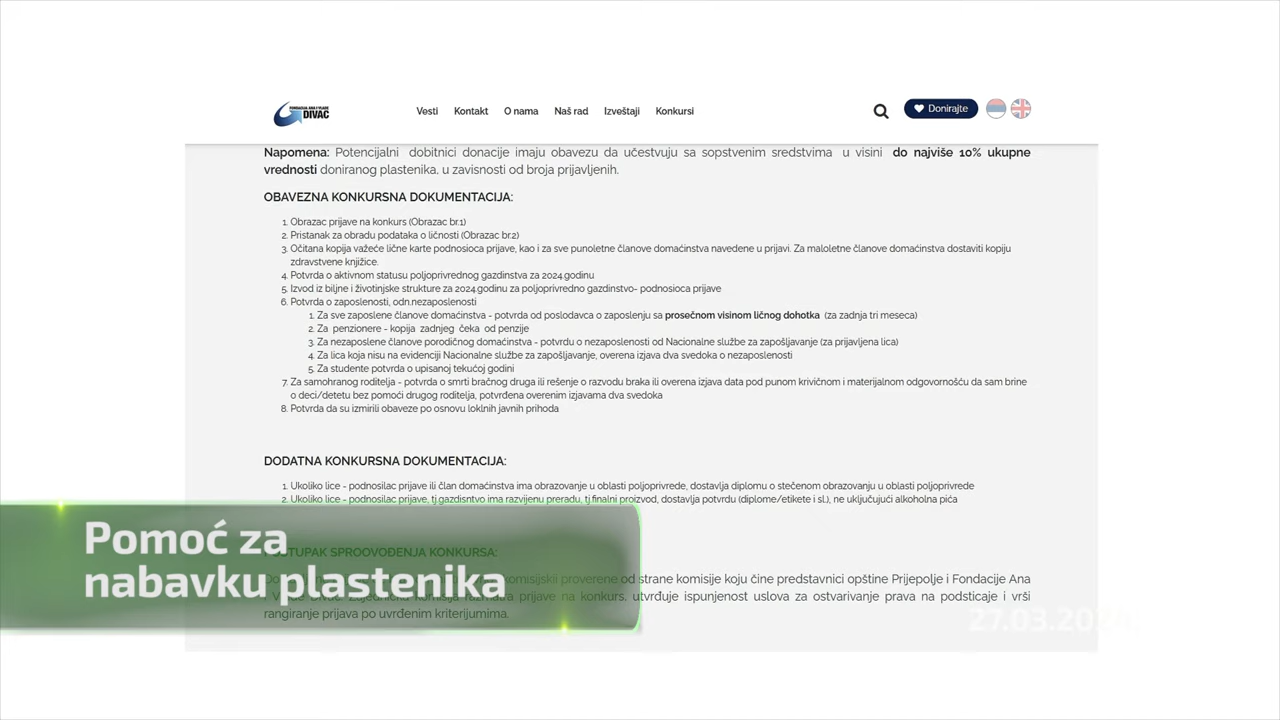 FONDACIJA ANA I VLADE
DIVAC
Vesti Kontakt O nama Naš rad Izveštaji Konkursi
Donirajte
Napomena: Potencijalni dobitnici donacije imaju obavezu da učestvuju sa sopstvenim sredstvima u visini do najviše 10% ukupne
vrednosti doniranog plastenika, u zavisnosti od broja prijavljenih.
OBAVEZNA KONKURSNA DOKUMENTACIJA:
1. Obrazac prijave na konkurs (Obrazac br.1)
2. Pristanak za obradu podataka o ličnosti (Obrazac br.2)
3. Očitana kopija važeće lične karte podnosioca prijave, kao i za sve punoletne članove domaćinstva navedene u prijavi. Za maloletne članove domaćinstva dostaviti kopiju
zdravstvene knjižice.
4. Potvrda o aktivnom statusu poljoprivrednog gazdinstva za 2024.godinu
5. Izvod iz biljne i životinjske strukture za 2024.godinu za poljoprivredno gazdinstvo- podnosioca prijave
6. Potvrda o zaposlenosti, odn.nezaposlenosti
1. Za sve zaposlene članove domaćinstva - potvrda od poslodavca o zaposlenju sa prosečnom visinom ličnog dohotka (za zadnja tri meseca)
2. Za penzionere - kopija zadnjeg čeka od penzije
3. Za nezaposlene članove porodičnog domaćinstva - potvrdu o nezaposlenosti od Nacionalne službe za zapošljavanje (za prijavljena lica)
4. Za lica koja nisu na evidenciji Nacionalne službe za zapošljavanje, overena izjava dva svedoka o nezaposlenosti
5. Za studente potvrda o upisanoj tekućoj godini
7. Za samohranog roditelja - potvrda o smrti bračnog druga ili rešenje o razvodu braka ili overena izjava data pod punom krivičnom i materijalnom odgovornošću da sam brine
o deci/detetu bez pomoći drugog roditelja, potvrđena overenim izjavama dva svedoka
8. Potvrda da su izmirili obaveze po osnovu loklnih javnih prihoda
DODATNA KONKURSNA DOKUMENTACIJA:
1. Ukoliko lice - podnosilac prijave ili član domaćinstva ima obrazovanje u oblasti poljoprivrede, dostavlja diplomu o stečenom obrazovanju u oblasti poljoprivrede
2. Ukoliko lice - podnosilac prijave, tj.gazdisntvo ima razvijenu preradu, tj.finalni proizvod, dostavlja potvrdu (diplome/etikete i sl.), ne uključujući alkoholna pića
SPROOVOĐENJA KONKURSA:
komisijski proverene od strane komisije koju čine predstavnici opštine Prijepolje i Fondacije Ana
prijave na konkurs, utvrđuje ispunjenost uslova za ostvarivanje prava na podsticaje i vrši
rangiranje prijava po uvrđenim kriterijumima.
Pomoć za
nabavku plastenika
27.03.2024.